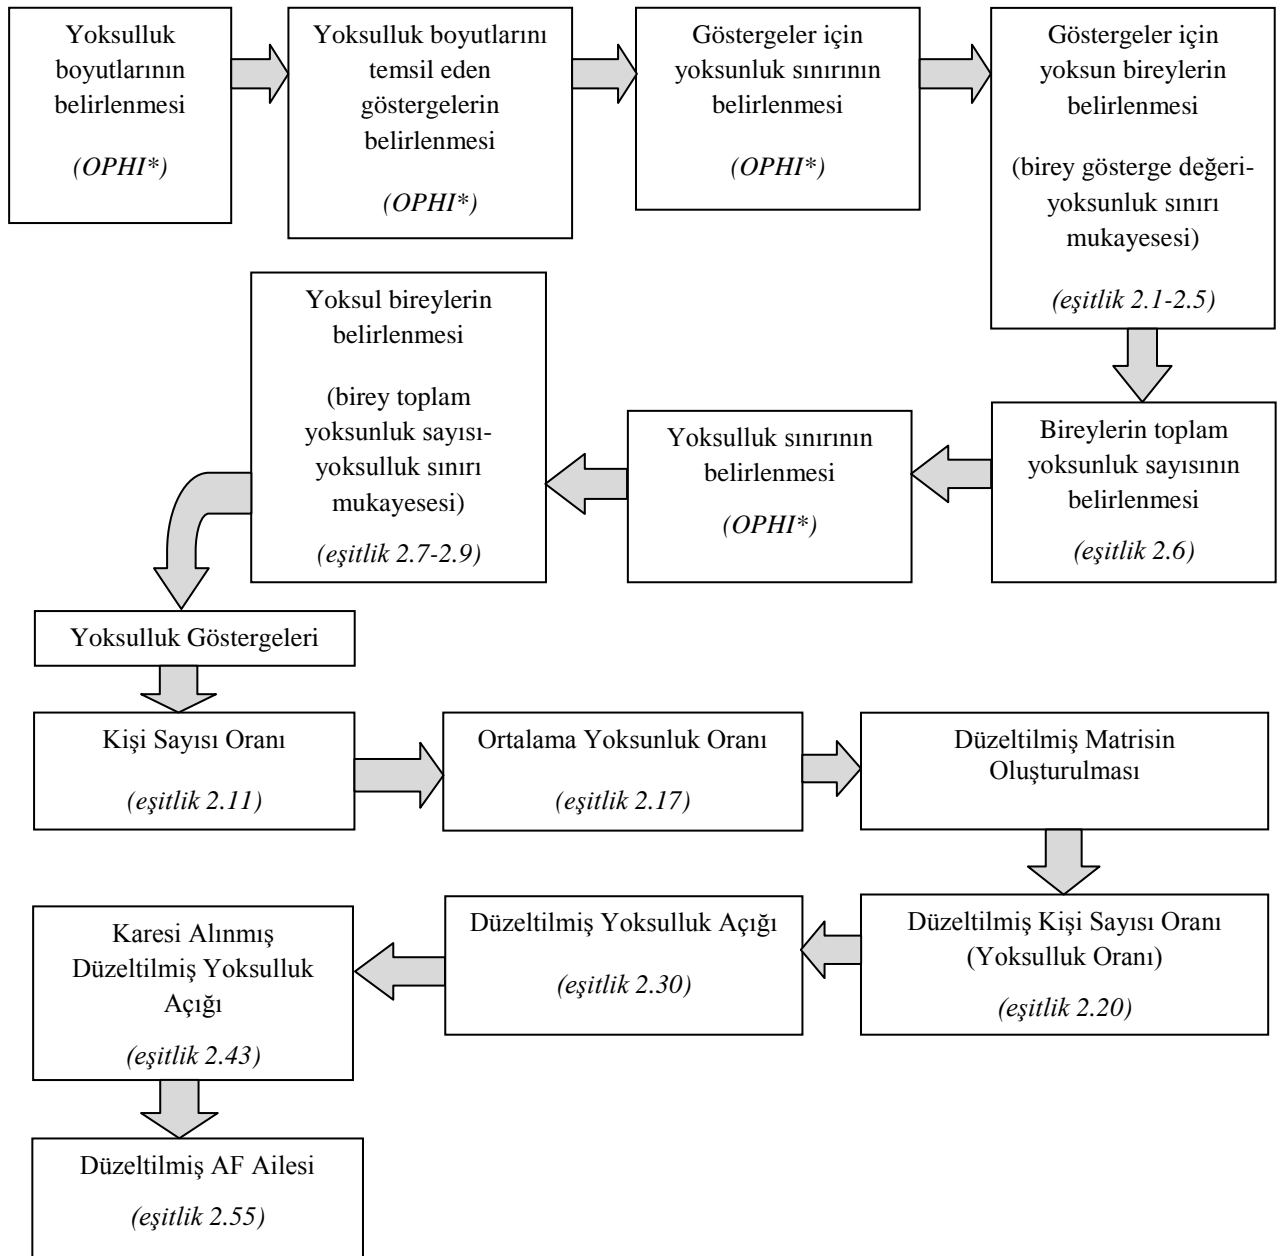 Yoksulluk
boyutlarının
belirlenmesi
(OPHI*)
Yoksulluk boyutlarını
temsil eden
göstergelerin
belirlenmesi
(OPHI*)
Göstergeler için
yoksunluk sınırının
belirlenmesi
(OPHI*)
Göstergeler için
yoksun bireylerin
belirlenmesi
(birey gösterge değeri-
yoksunluk sınırı
mukayesesi)
(eşitlik 2.1-2.5)
Bireylerin toplam
yoksunluk sayısının
belirlenmesi
(eşitlik 2.6)
Yoksulluk sınırının
belirlenmesi
(OPHI*)
Yoksul bireylerin
belirlenmesi
(birey toplam
yoksunluk sayısı-
yoksulluk sınırı
mukayesesi)
(eşitlik 2.7-2.9)
Yoksulluk Göstergeleri
Kişi Sayısı Oranı
(eşitlik 2.11)
Ortalama Yoksunluk Oranı
(eşitlik 2.17)
Düzeltilmiş Matrisin
Oluşturulması
Düzeltilmiş Kişi Sayısı Oranı
(Yoksulluk Oranı)
(eşitlik 2.20)
Düzeltilmiş Yoksulluk Açığı
(eşitlik 2.30)
Karesi Alınmış
Düzeltilmiş Yoksulluk
Açığı
(eşitlik 2.43)
Düzeltilmiş AF Ailesi
(eşitlik 2.55)